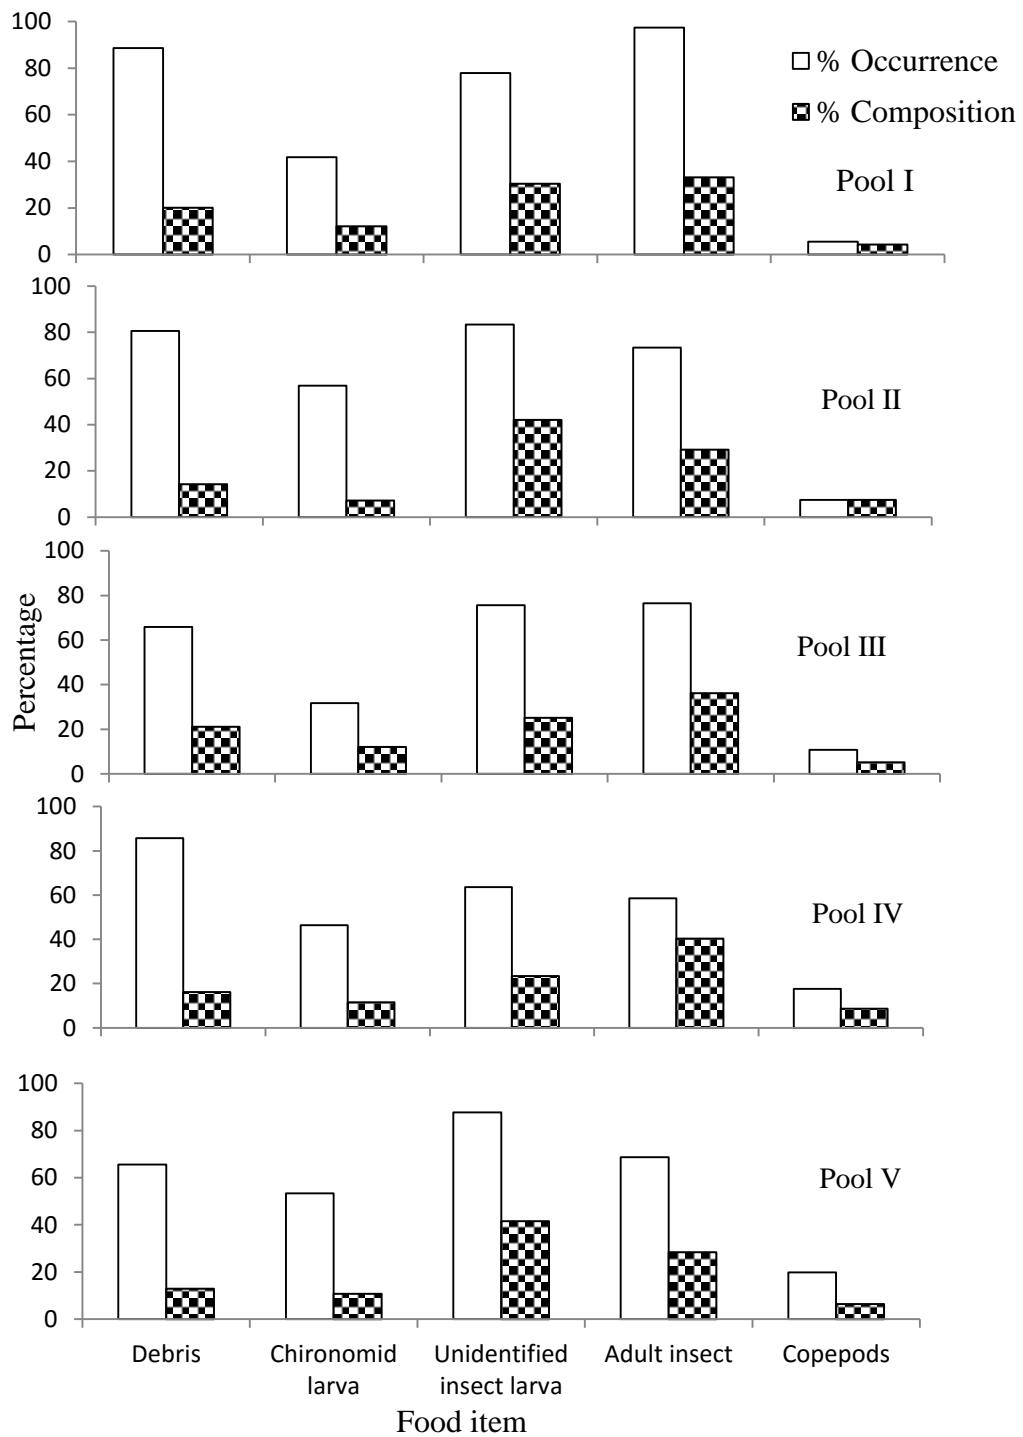 100
80
60
40
20
0
% Occurrence
% Composition
Pool I
100
80
60
40
20
0
Pool II
100
80
60
40
20
0
Pool III
Percentage
100
80
60
40
20
0
Pool IV
100
80
60
40
20
0
Pool V
Debris
Chironomid
larva
Unidentified
insect larva
Adult insect
Copepods
Food item